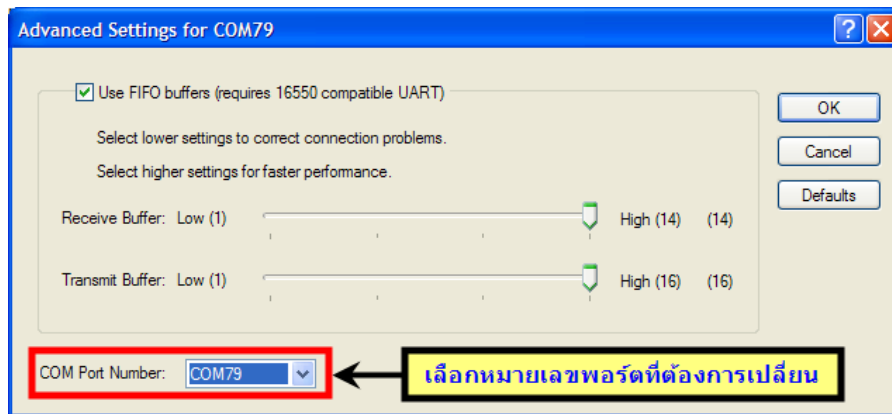 Advanced Settings for COM79
Use FIFO buffers (requires 16550 compatible UART)
Select lower settings to correct connection problems.
Select higher settings for faster performance.
Receive Buffer: Low (1) High (14) (14)
Transmit Buffer: Low (1) High (16) (16)
OK
Cancel
Defaults
COM Port Number: COM79
เลือกหมายเลขพอร์ตที่ต้องการเปลี่ยน